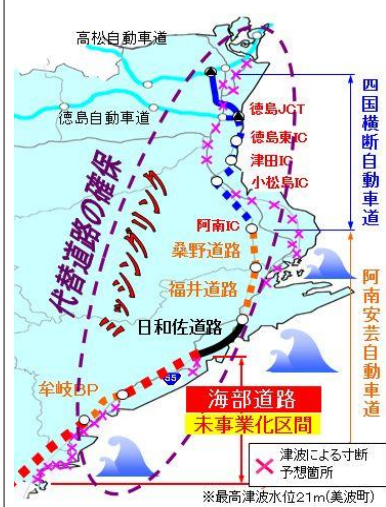 高松自動車道
徳島自動車道
徳島JCT
徳島東IC
津田IC
小松島IC
四国横断自動車道
代替道路の確保
ミッシングリンク
阿南IC
桑野道路
福井道路
日和佐道路
阿南安芸自動車道
牟岐BP
55
海部道路
未事業化区間
津波による寸断
予想箇所
※最高津波水位21m(美波町)